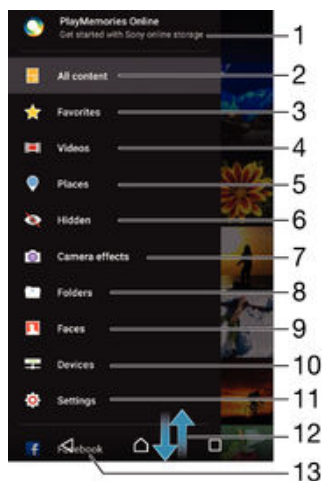 PlayMemories Online
Get started with Sony online storage
1
All content
2
Favorites
3
Videos
4
Places
5
Hidden
6
Camera effects
7
Folders
8
Faces
9
Devices
10
Settings
11
12
Facebook
13